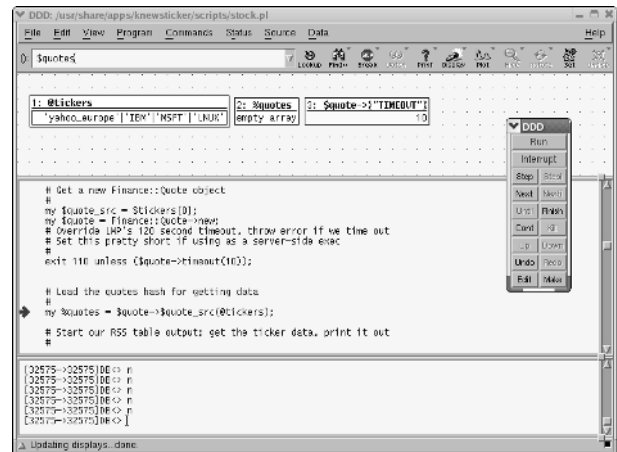 DDD: /usr/share/apps/knewsticker/scripts/stock.pl
File Edit View Program Commands Status Source Data Help
(): $quotes
Lookup Find» Break Print Display Plot Set
1: @tickers
'yahoo_europe'|'IBM'|'MSFT'|'LNUX'
2: %quotes
empty array
3: $quote->{"TIMEOUT"}
10
DDD
Run
Interrupt
Step Stepi
Next Nexti
Until Finish
Cont Kill
Up Down
Undo Redo
Edit Make
# Get a new Finance::Quote object
#
my $quote_src = $tickers[0];
my $quote = Finance::Quote->new;
# Override LWP's 120 second timeout, throw error if we time out
# Set this pretty short if using as a server-side exec
#
exit 110 unless ($quote->timeout(10));
# Load the quotes hash for getting data
#
my %quotes = $quote->$quote_src(@tickers);
# Start our RSS table output; get the ticker data, print it out
#
[32575->32575]DB<> n
[32575->32575]DB<> n
[32575->32575]DB<> n
[32575->32575]DB<> n
[32575->32575]DB<> n
[32575->32575]DB<>
Updating displays...done.